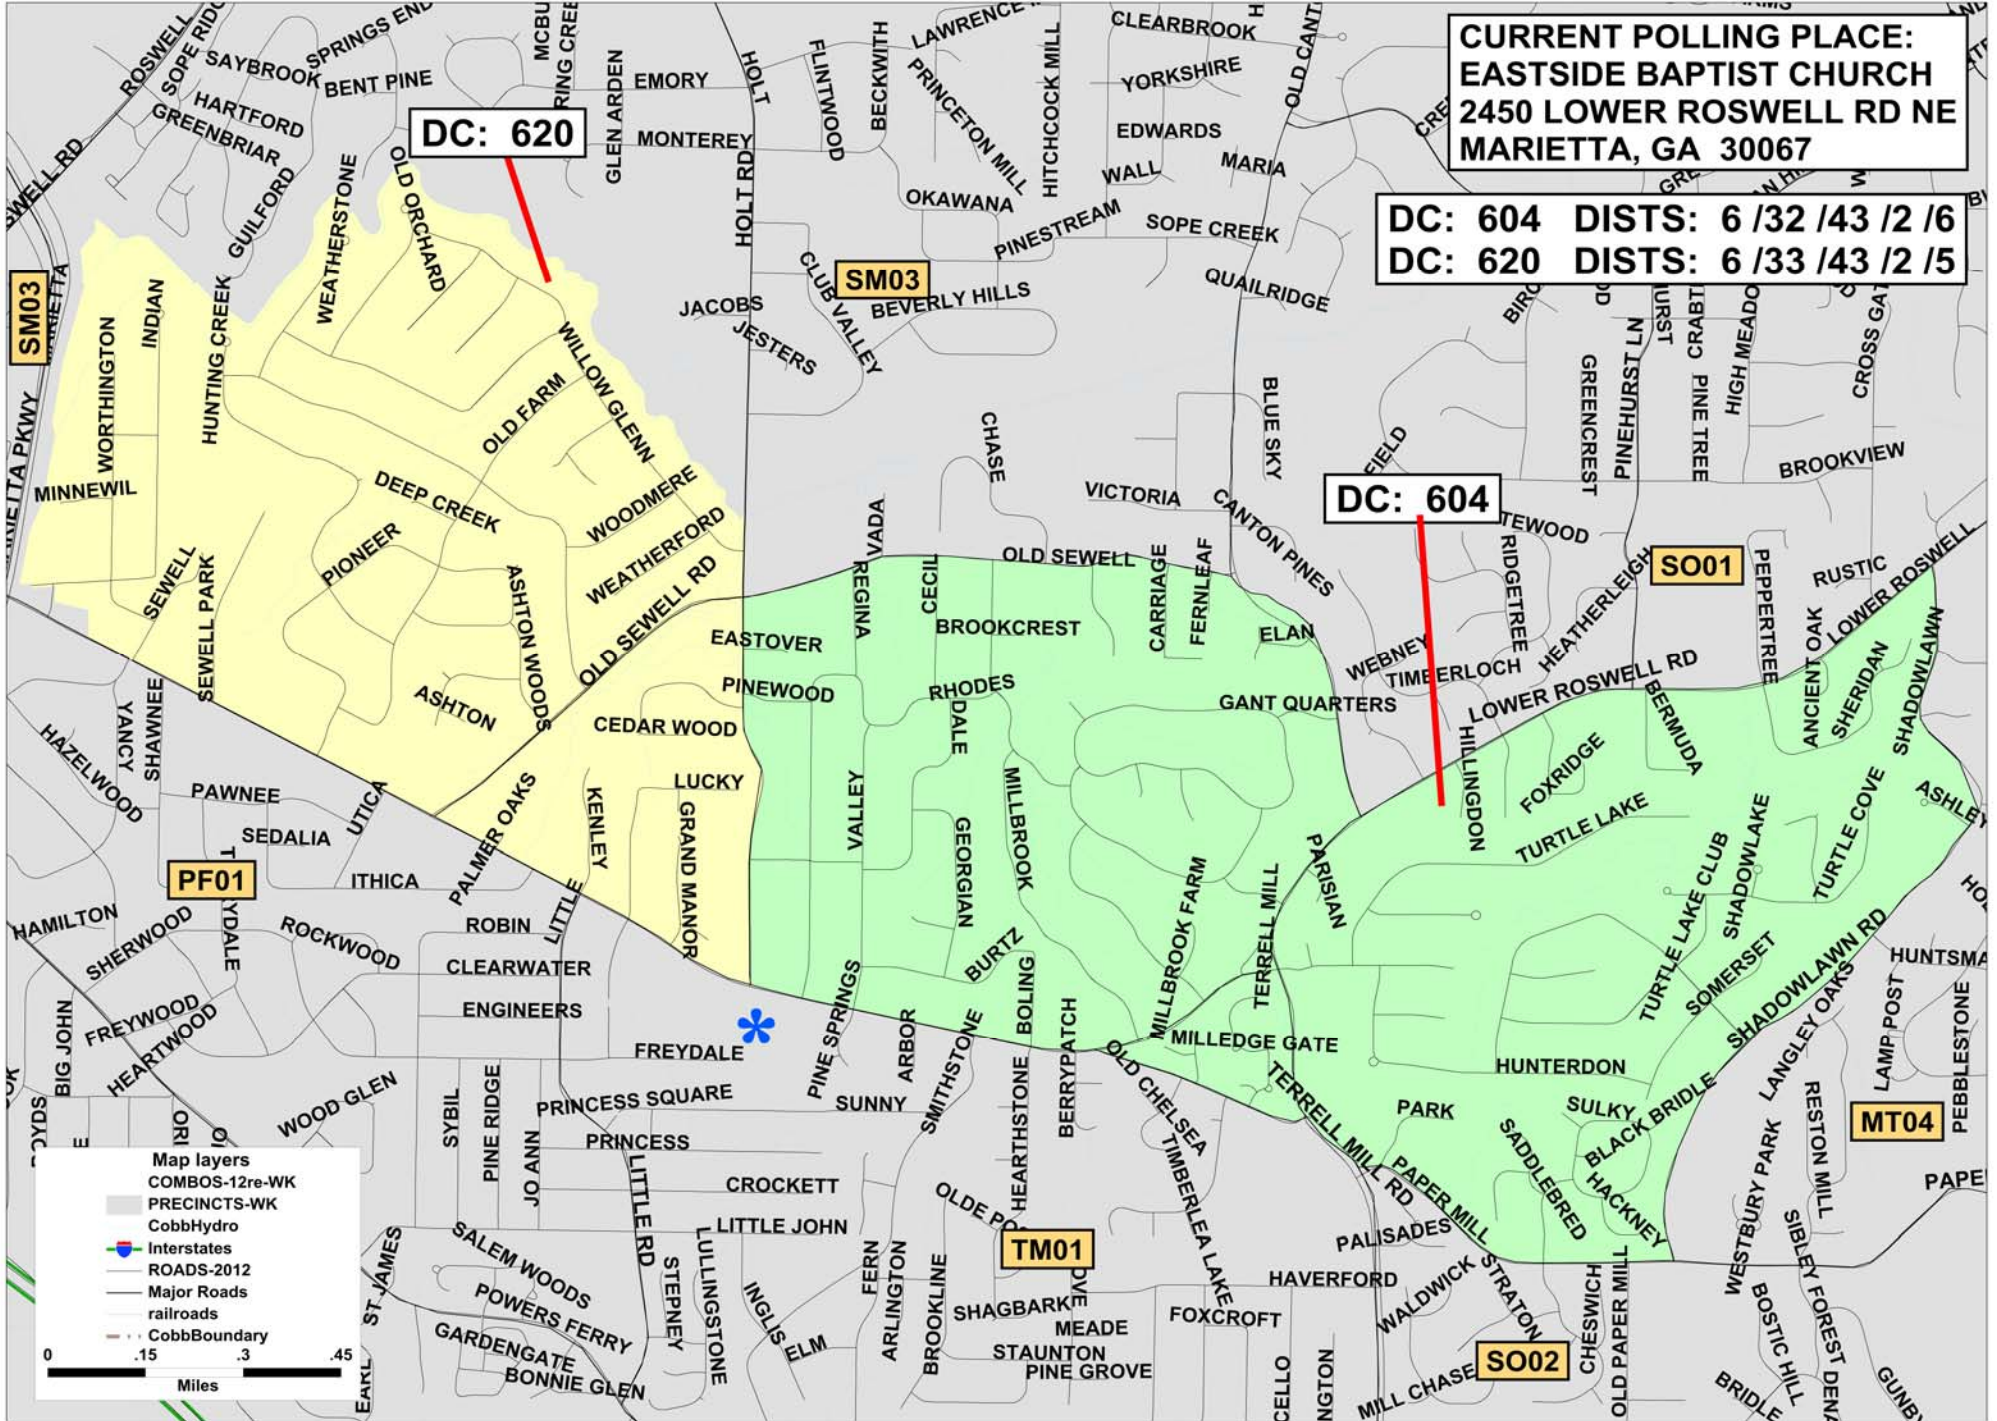 CURRENT POLLING PLACE:
EASTSIDE BAPTIST CHURCH
2450 LOWER ROSWELL RD NE
MARIETTA, GA 30067
DC: 604 DISTS: 6 /32 /43 /2 /6
DC: 620 DISTS: 6 /33 /43 /2 /5
DC: 620
DC: 604
SM03
SM03
SO01
PF01
MT04
TM01
SO02
ROSWELL
SAYBROOK
SPRINGS END
BENT PINE
HARTFORD
GREENBRIAR
GUILFORD
WEATHERSTONE
OLD ORCHARD
GLEN ARDEN
EMORY
MONTEREY
HOLT
HOLT RD
FLINTWOOD
BECKWITH
LAWRENCE
PRINCETON MILL
HITCHCOCK MILL
CLEARBROOK
YORKSHIRE
EDWARDS
WALL
MARIA
OKAWANA
PINESTREAM
SOPE CREEK
QUAILRIDGE
CLUB VALLEY
BEVERLY HILLS
JACOBS
JESTERS
INDIAN
WORTHINGTON
HUNTING CREEK
MINNEWIL
WILLOW GLENN
OLD FARM
DEEP CREEK
WOODMERE
WEATHERFORD
PIONEER
SEWELL
SEWELL PARK
ASHTON WOODS
OLD SEWELL RD
ASHTON
CEDAR WOOD
LUCKY
KENLEY
GRAND MANOR
PALMER OAKS
CHASE
VICTORIA
BLUE SKY
CANTON PINES
VADA
REGINA
CECIL
OLD SEWELL
CARRIAGE
FERNLEAF
ELAN
EASTOVER
BROOKCREST
PINEWOOD
RHODES
DALE
GANT QUARTERS
VALLEY
MILLBROOK
GEORGIAN
BURTZ
BOLING
MILLBROOK FARM
TERRELL MILL
PARISIAN
MILLEDGE GATE
GREENCREST
PINEHURST LN
PINE TREE
HIGH MEADO
CROSS GAT
BROOKVIEW
RIDGETREE
HEATHERLEIGH
PEPPERTREE
RUSTIC
LOWER ROSWELL
WEBNEY
TIMBERLOCH
LOWER ROSWELL RD
BERMUDA
ANCIENT OAK
SHERIDAN
SHADOWLAWN
HILLINGDON
FOXRIDGE
TURTLE LAKE
TURTLE LAKE CLUB
SHADOWLAKE
TURTLE COVE
ASHLEY
SOMERSET
SHADOWLAWN RD
HUNTSMA
HUNTERDON
SULKY
BLACK BRIDLE
PARK
SADDLEBRED
HACKNEY
LANGLEY OAKS
LAMP POST
PEBBLESTONE
RESTON MILL
WESTBURY PARK
SIBLEY FOREST
BOSTIC HILL
BRIDLE
TERRELL MILL RD
PAPER MILL
PALISADES
HAVERFORD
WALDWICK
STRATON
CHESWICH
OLD PAPER MILL
MILL CHASE
FOXCROFT
HAZELWOOD
YANCY
SHAWNEE
PAWNEE
SEDALIA
UTICA
ITHICA
HAMILTON
SHERWOOD
ROCKWOOD
ROBIN
LITTLE
CLEARWATER
ENGINEERS
FREYWOOD
HEARTWOOD
BIG JOHN
FREYDALE
WOOD GLEN
SYBIL
PINE RIDGE
JO ANN
PRINCESS SQUARE
PRINCESS
LITTLE RD
CROCKETT
LITTLE JOHN
PINE SPRINGS
ARBOR
SMITHSTONE
SUNNY
HEARTHSTONE
BERRYPATCH
OLD CHELSEA
TIMBERLEA LAKE
ST JAMES
SALEM WOODS
POWERS FERRY
GARDENGATE
BONNIE GLEN
STEPNEY
LULLINGSTONE
INGLIS
ELM
FERN
ARLINGTON
BROOKLINE
SHAGBARK
MEADE
STAUNTON
PINE GROVE
EARL
Map layers
COMBOS-12re-WK
PRECINCTS-WK
CobbHydro
Interstates
ROADS-2012
Major Roads
railroads
CobbBoundary
0 .15 .3 .45
Miles